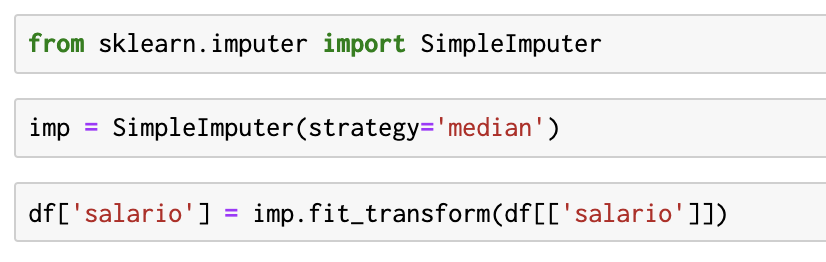 from sklearn.imputer import SimpleImputer
imp = SimpleImputer(strategy='median')
df['salario'] = imp.fit_transform(df[['salario']])